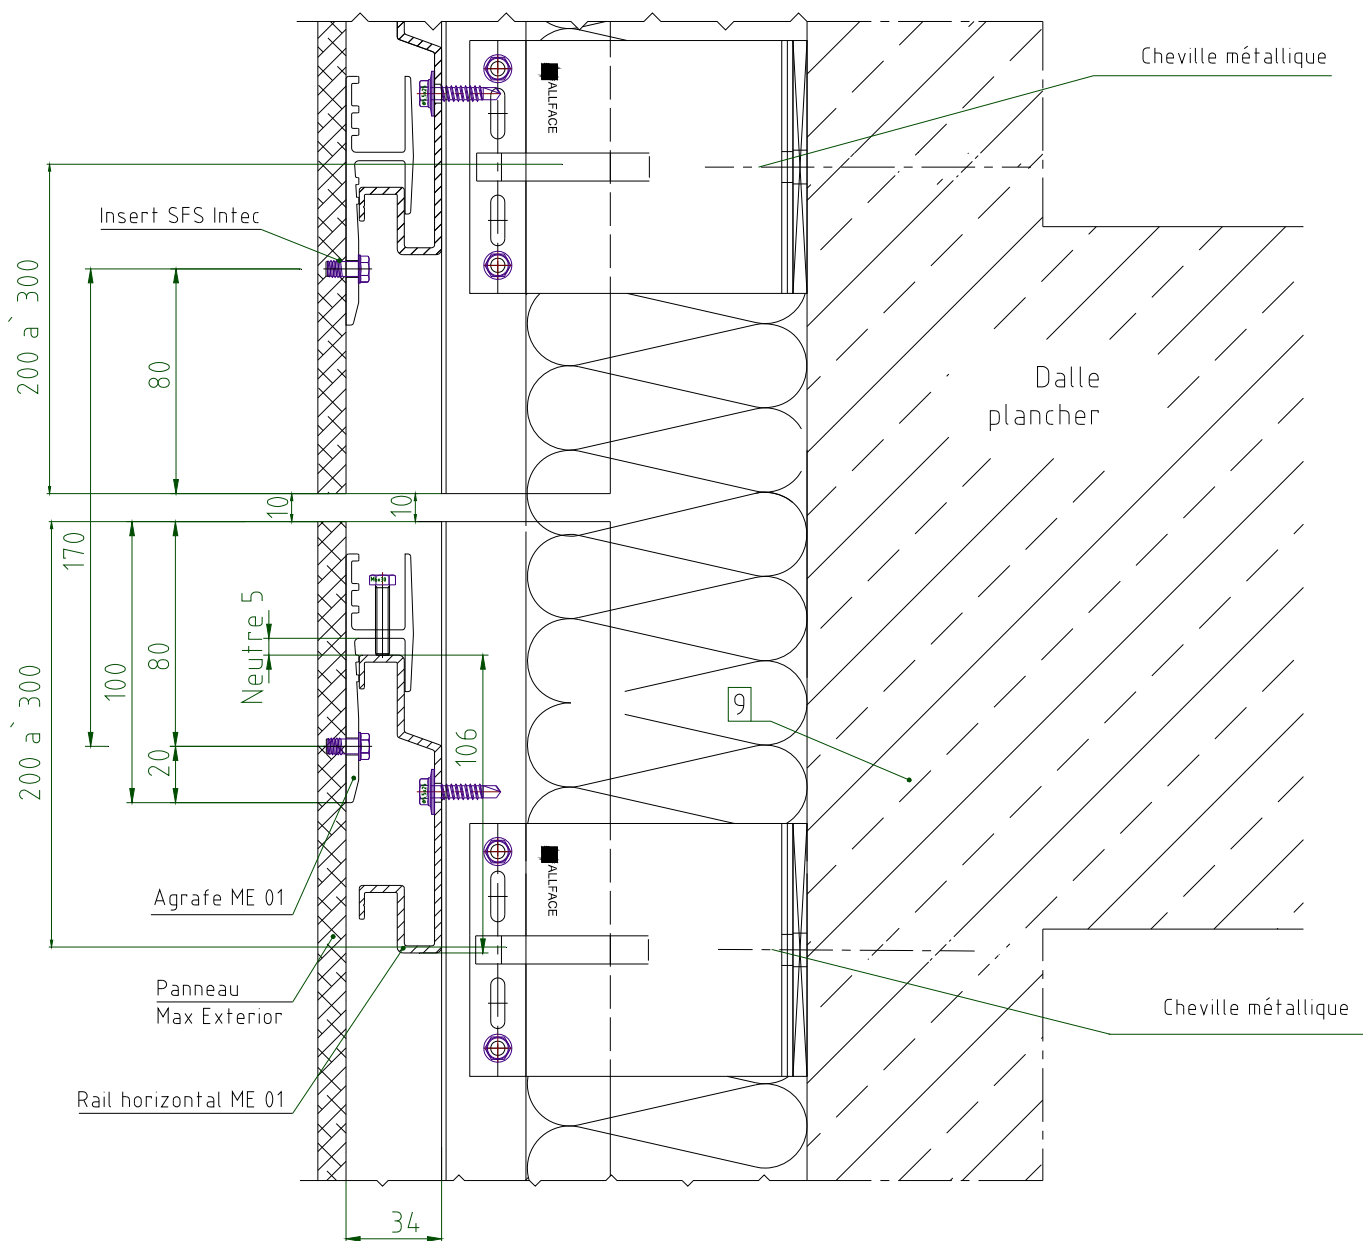 Cheville métallique
ALLFACE
Insert SFS Intec
200 a` 300
80
Dalle
plancher
10
10
170
Neutre 5
80
100
200 a` 300
20
106
9
ALLFACE
Agrafe ME 01
Panneau
Max Exterior
Cheville métallique
Rail horizontal ME 01
34